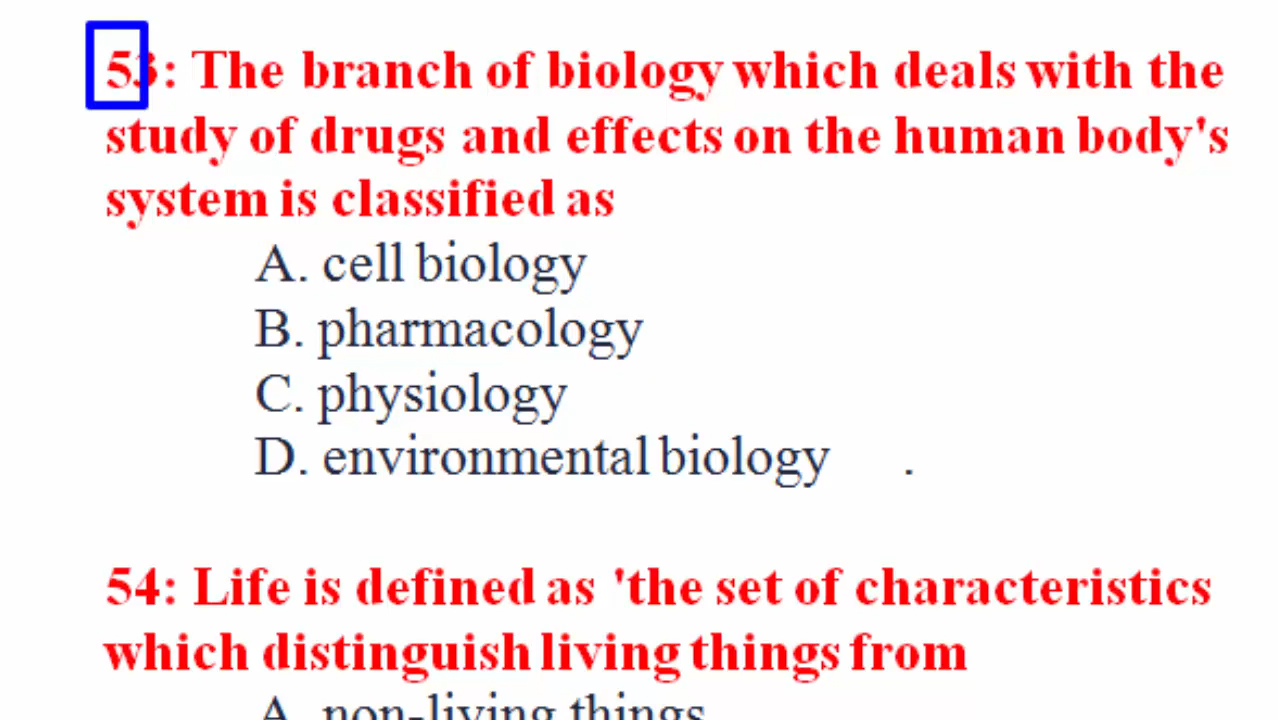 53: The branch of biology which deals with the
study of drugs and effects on the human body's
system is classified as
A. cell biology
B. pharmacology
C. physiology
D. environmental biology .
54: Life is defined as 'the set of characteristics
which distinguish living things from
A. non-living things